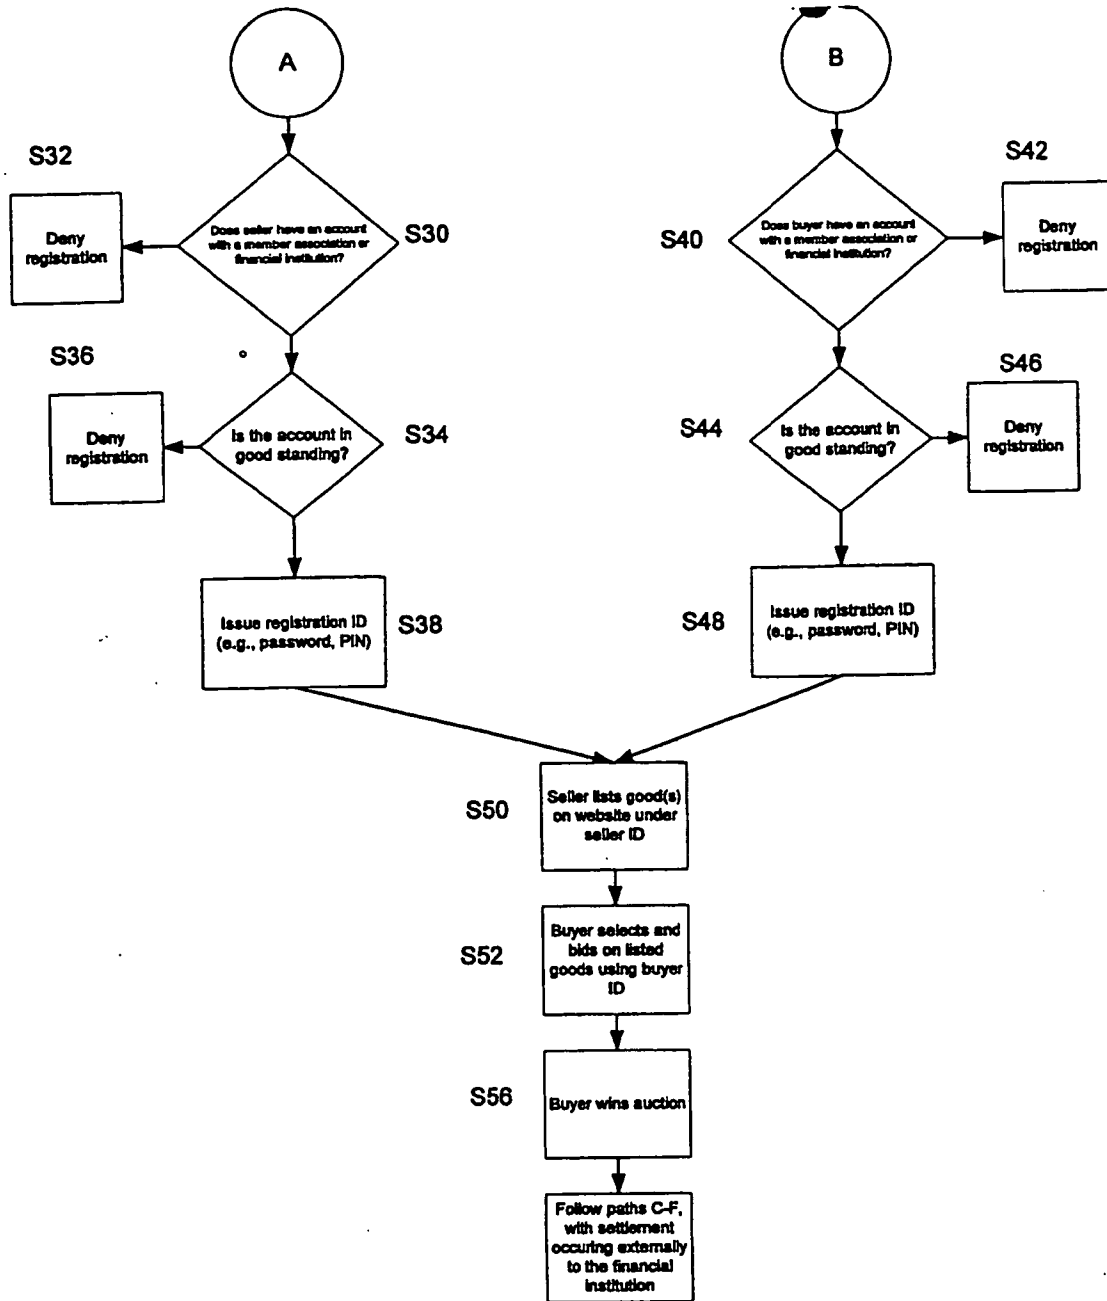 A
B
S32
S42
Deny
registration
Does seller have an account
with a member association or
financial institution?
S30
S40
Does buyer have an account
with a member association or
financial institution?
Deny
registration
S36
S46
Deny
registration
Is the account in
good standing?
S34
S44
Is the account in
good standing?
Deny
registration
Issue registration ID
(e.g., password, PIN)
S38
S48
Issue registration ID
(e.g., password, PIN)
S50
Seller lists good(s)
on website under
seller ID
S52
Buyer selects and
bids on listed
goods using buyer
ID
S56
Buyer wins auction
Follow paths C-F,
with settlement
occuring externally
to the financial
institution